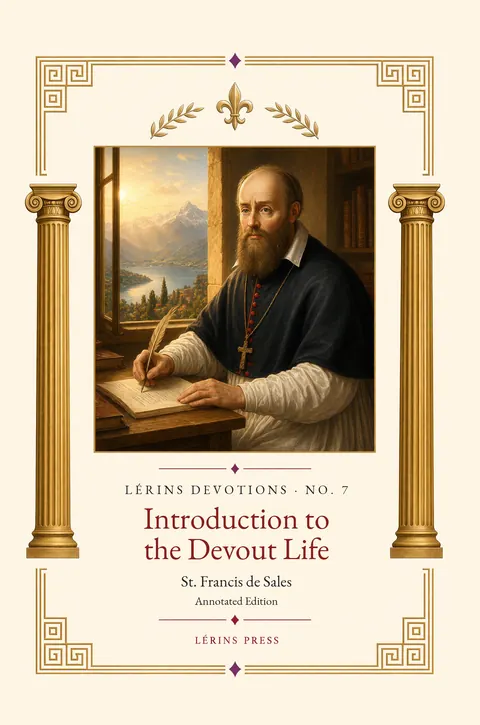 LÉRINS DEVOTIONS · NO. 7
Introduction to
the Devout Life
St. Francis de Sales
Annotated Edition
LÉRINS PRESS